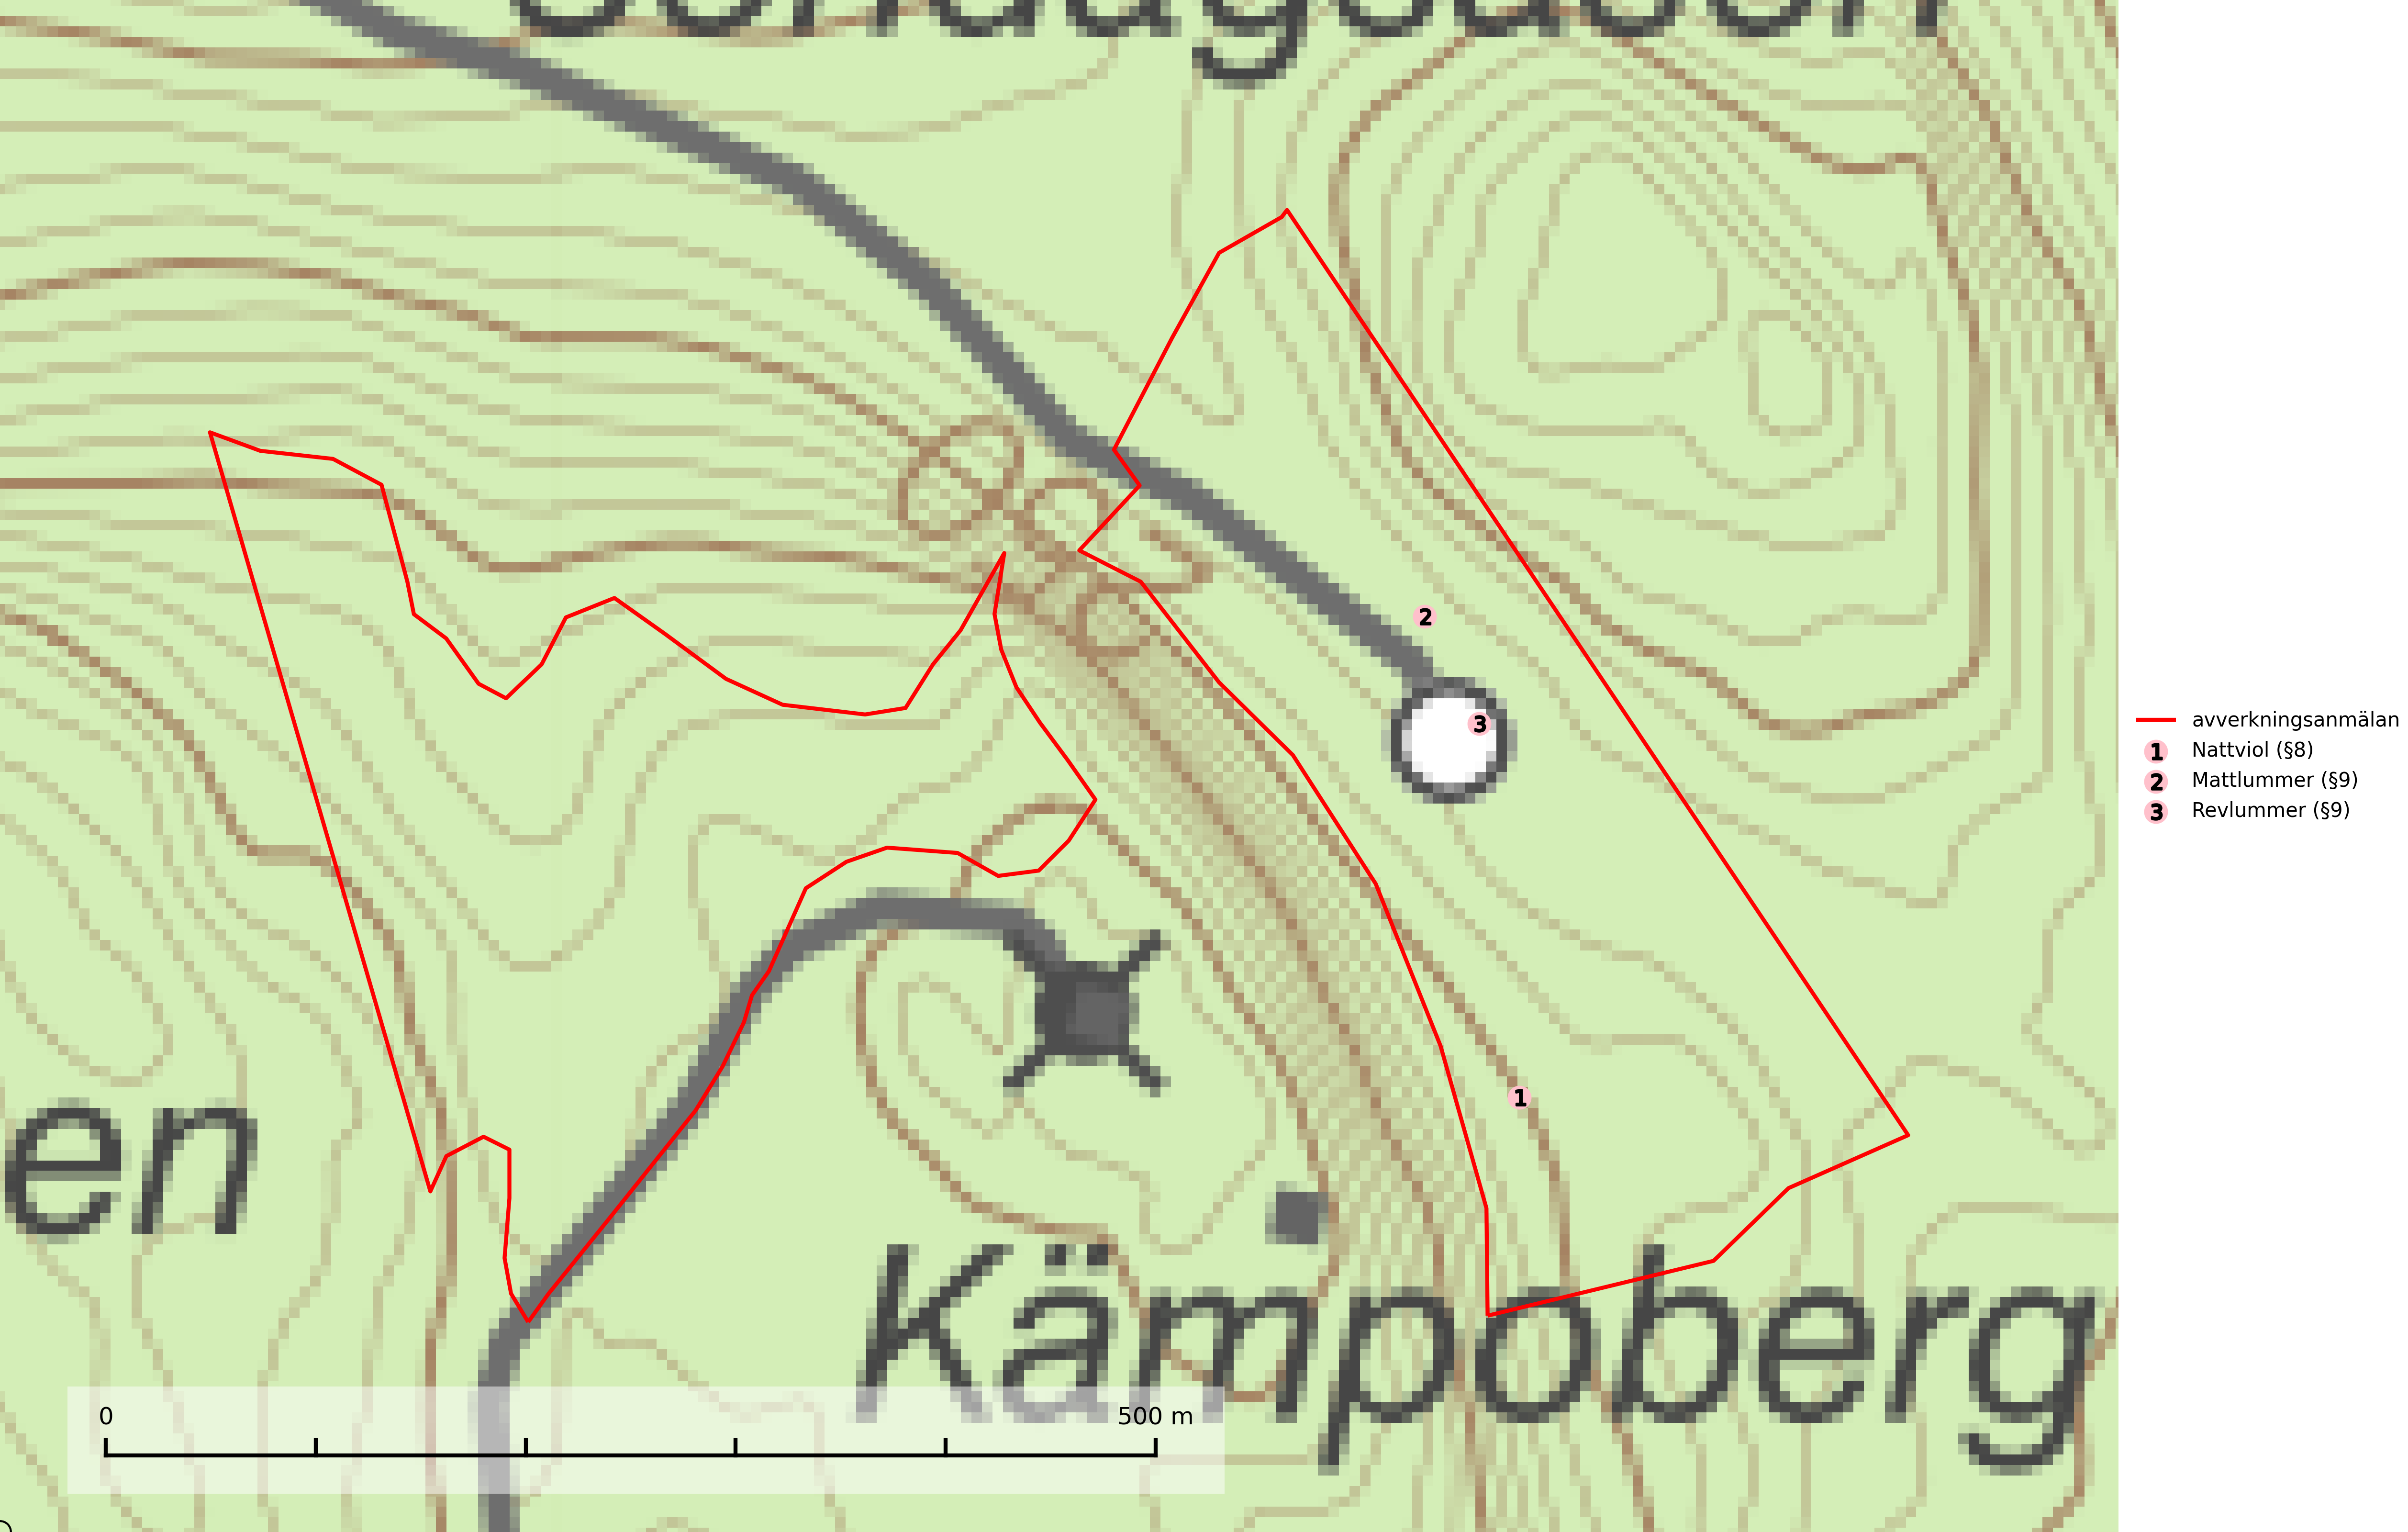 2
3
1
en
Kämpoberg
0 500 m
avverkningsanmälan
1 Nattviol (§8)
2 Mattlummer (§9)
3 Revlummer (§9)